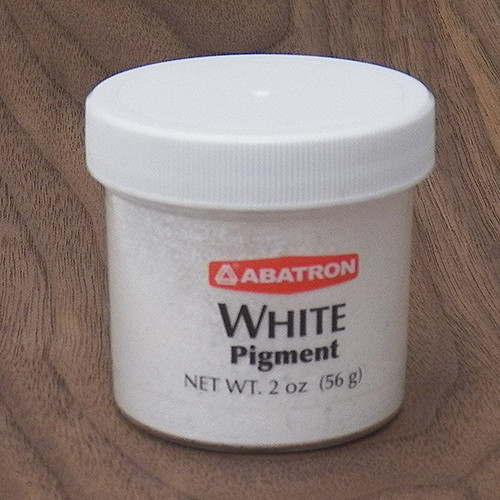 ABATRON
WHITE
Pigment
NET WT. 2 oz (56 g)